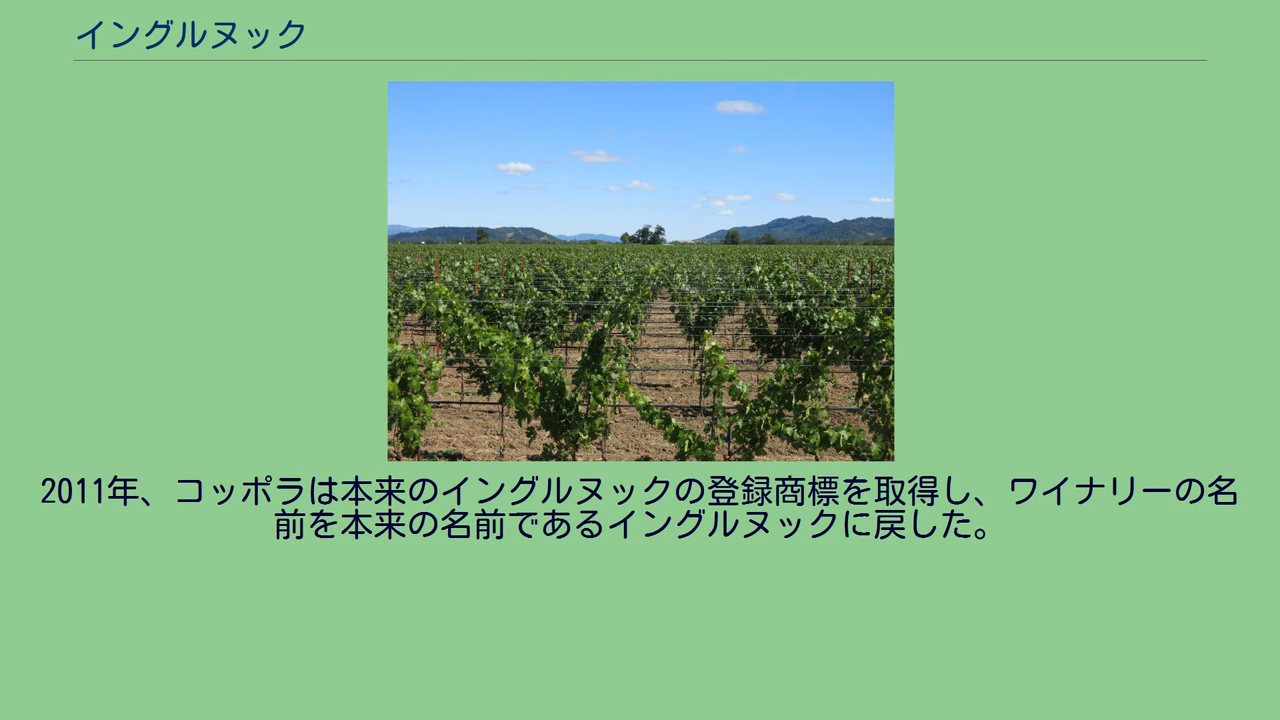 イングルヌック
2011年、コッポラは本来のイングルヌックの登録商標を取得し、ワイナリーの名
前を本来の名前であるイングルヌックに戻した。